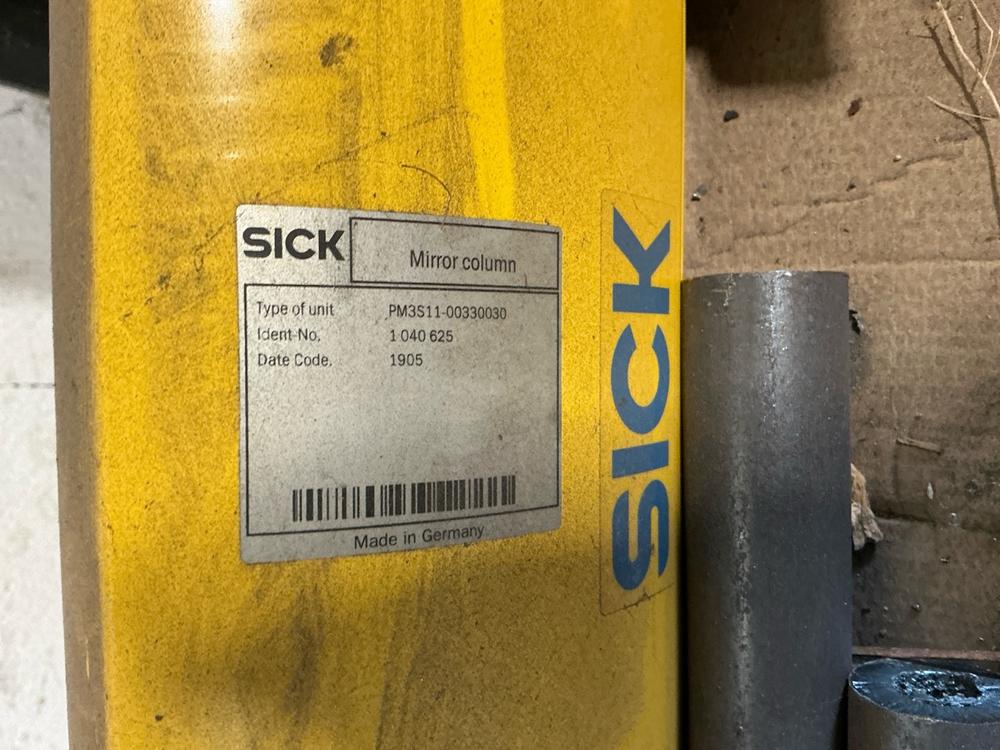 SICK
Mirror column
Type of unit PM3S11-00330030
Ident-No. 1 040 625
Date Code. 1905
Made in Germany
SICK